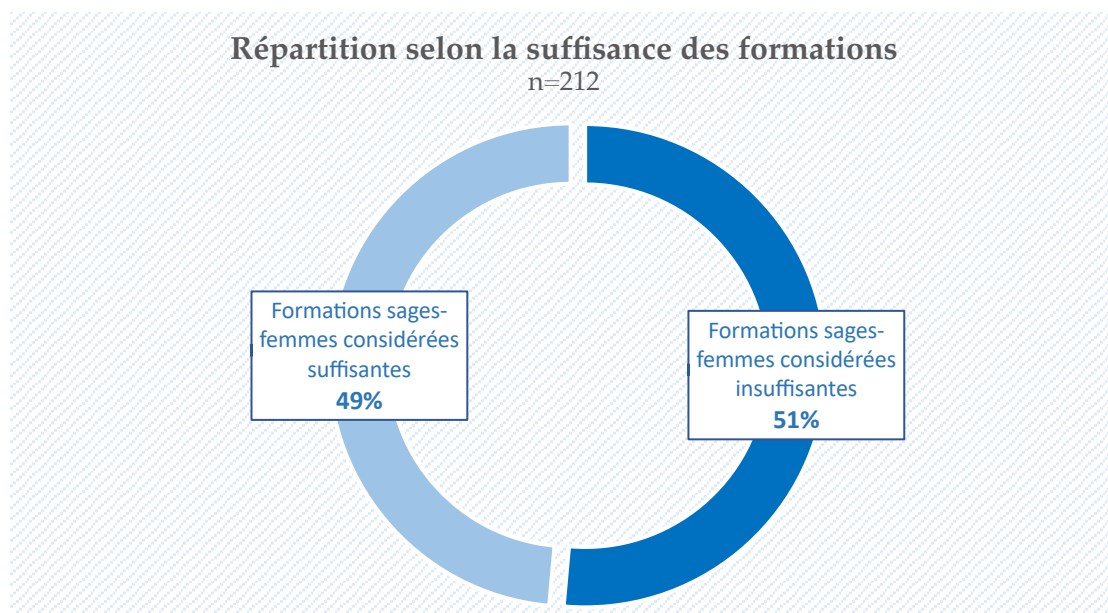 Répartition selon la suffisance des formations
n=212
Formations sages-
femmes considérées
suffisantes
49%
Formations sages-
femmes considérées
insuffisantes
51%